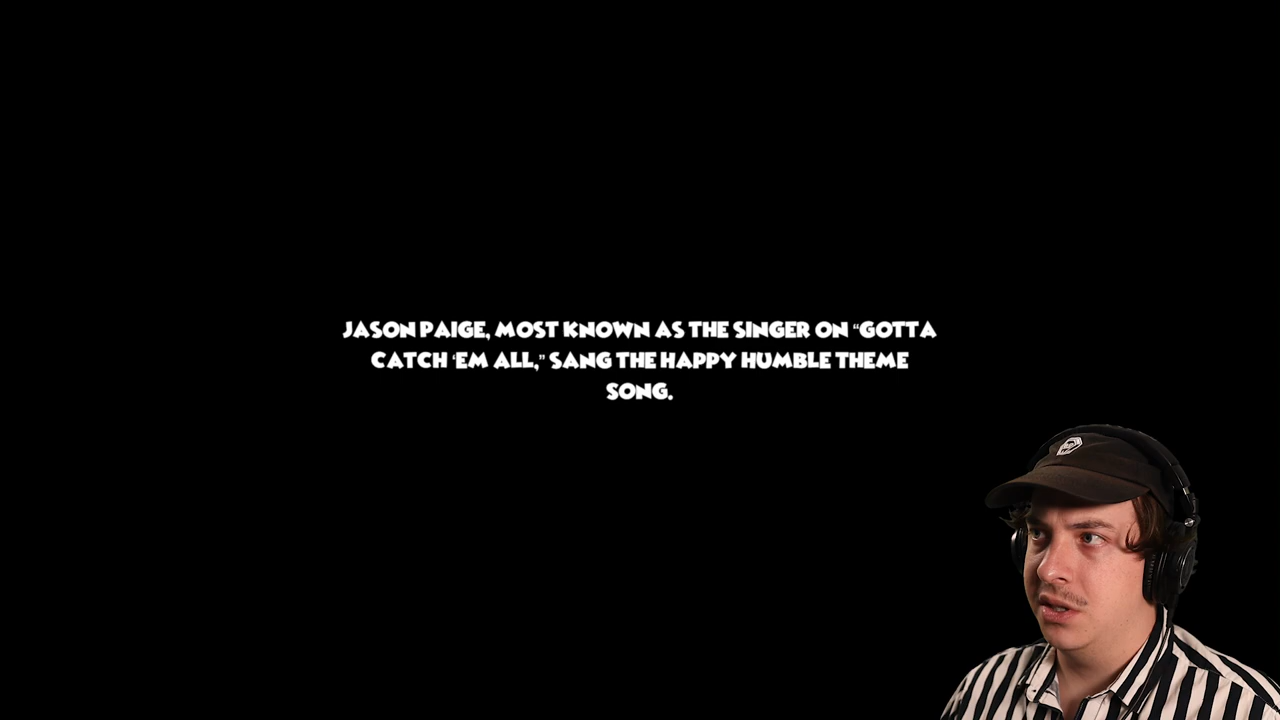 JASON PAIGE, MOST KNOWN AS THE SINGER ON “GOTTA
CATCH ‘EM ALL,” SANG THE HAPPY HUMBLE THEME
SONG.